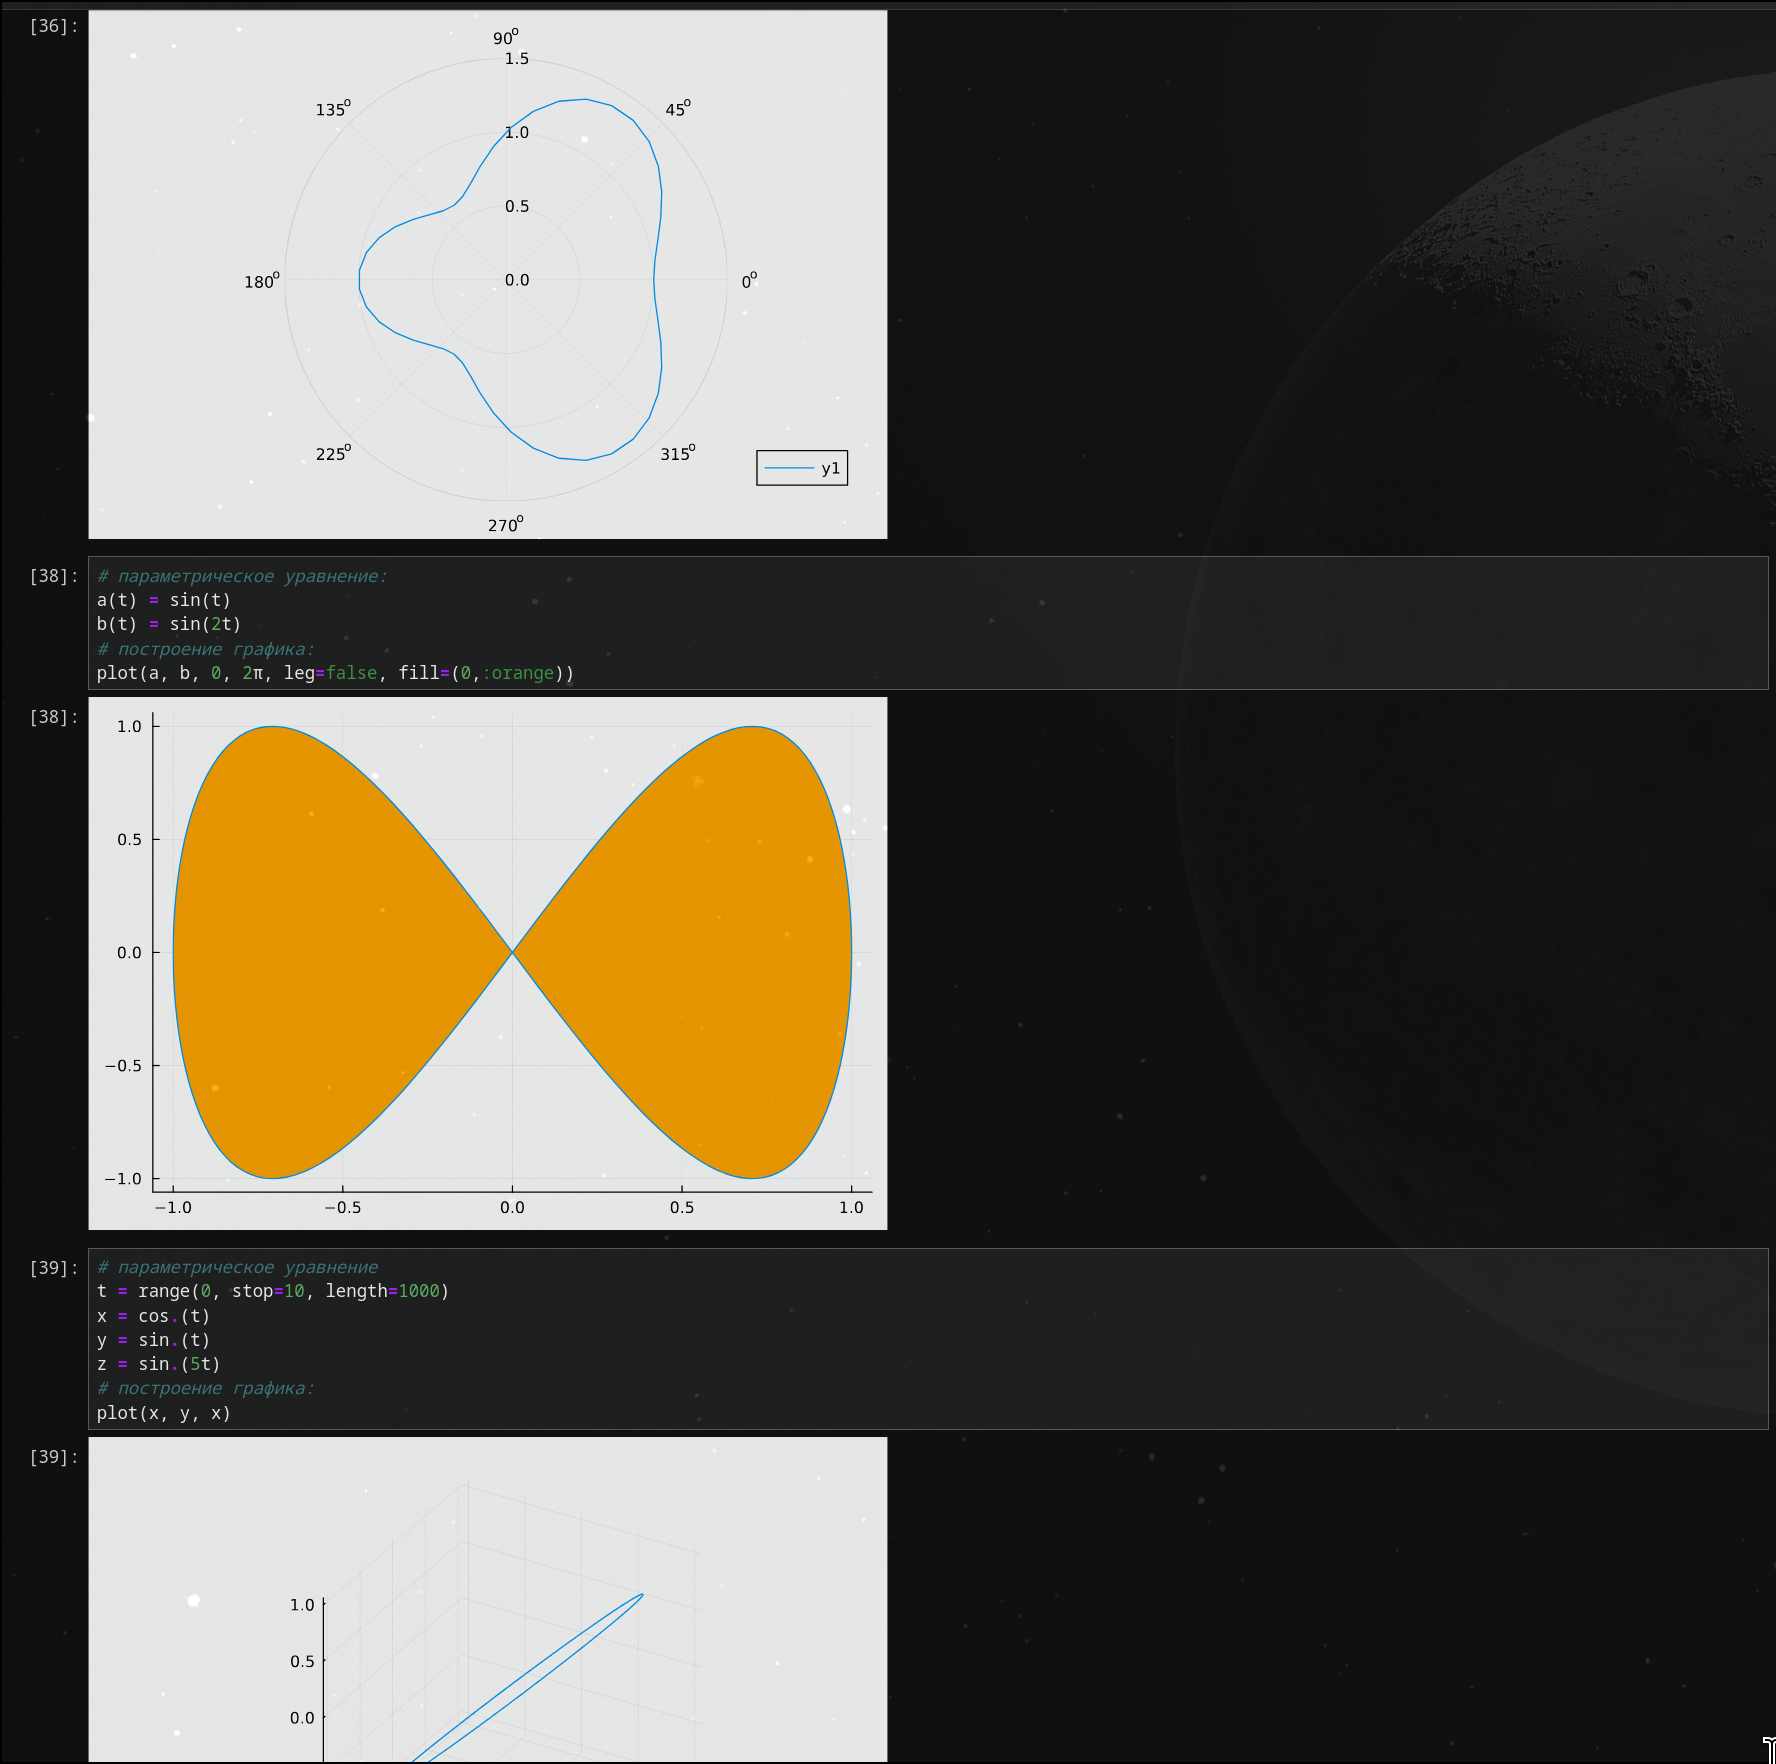 [36]:
90°
1.5
135°
45°
1.0
0.5
180°
0.0
0°
225°
315°
y1
270°
[38]:
# параметрическое уравнение:
a(t) = sin(t)
b(t) = sin(2t)
# построение графика:
plot(a, b, 0, 2π, leg=false, fill=(0,:orange))
[38]:
1.0
0.5
0.0
−0.5
−1.0
−1.0 −0.5 0.0 0.5 1.0
[39]:
# параметрическое уравнение
t = range(0, stop=10, length=1000)
x = cos.(t)
y = sin.(t)
z = sin.(5t)
# построение графика:
plot(x, y, x)
[39]:
1.0
0.5
0.0